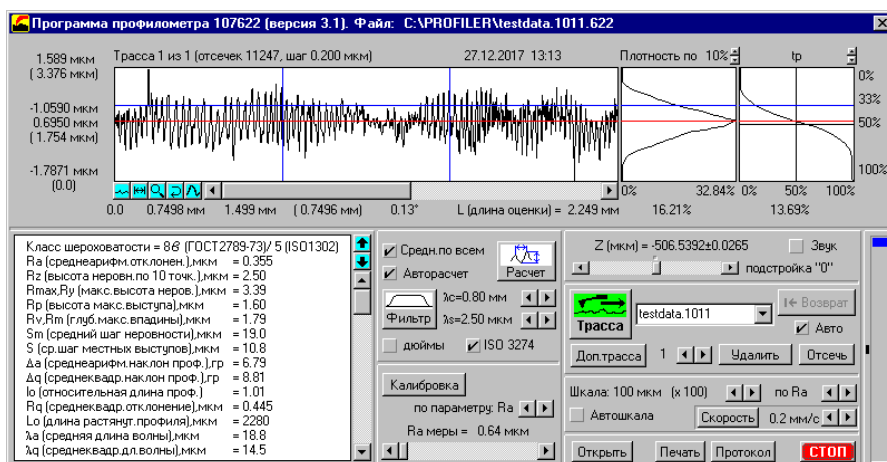 Программа профилометра 107622 (версия 3.1). Файл: C:\PROFILER\testdata.1011.622
1.589 мкм
( 3.376 мкм)
-1.0590 мкм
0.6950 мкм
( 1.754 мкм)
-1.7871 мкм
(0.0)
Трасса 1 из 1 (отсечек 11247, шаг 0.200 мкм)
27.12.2017 13:13
Плотность по 10%
tp
0%
33%
50%
100%
0% 32.84% 0% 50% 100%
0.0 0.7498 мм 1.499 мм ( 0.7496 мм) 0.13° L (длина оценки) = 2.249 мм 16.21% 13.69%
Класс шероховатости = 8б (ГОСТ2789-73)/ 5 (ISO1302)
Ra (среднеарифм.отклонен.),мкм = 0.355
Rz (высота неровн.по 10 точк.),мкм = 2.50
Rmax,Ry (макс.высота неров.),мкм = 3.39
Rp (высота макс.выступа),мкм = 1.60
Rv,Rm (глуб.макс.впадины),мкм = 1.79
Sm (средний шаг неровности),мкм = 19.0
S (ср.шаг местных выступов),мкм = 10.8
Δa (среднеарифм.наклон проф.),гр = 6.79
Δq (среднеквадр.наклон проф.),гр = 8.81
lo (относительная длина проф.) = 1.01
Rq (среднеквадр.отклонение),мкм = 0.445
Lo (длина растянут.профиля),мкм = 2280
λa (средняя длина волны),мкм = 18.8
λq (среднеквадр.дл.волны),мкм = 14.5
Средн.по всем
Авторасчет
Расчет
Фильтр
λc=0.80 мм
λs=2.50 мкм
дюймы
ISO 3274
Калибровка
по параметру: Ra
Ra меры = 0.64 мкм
Z (мкм) = -506.5392±0.0265
Звук
подстройка "0"
Трасса
testdata.1011
Возврат
Авто
Доп.трасса 1 Удалить Отсечь
Шкала: 100 мкм (x 100) по Ra
Автошкала Скорость 0.2 мм/с
Открыть Печать Протокол СТОП